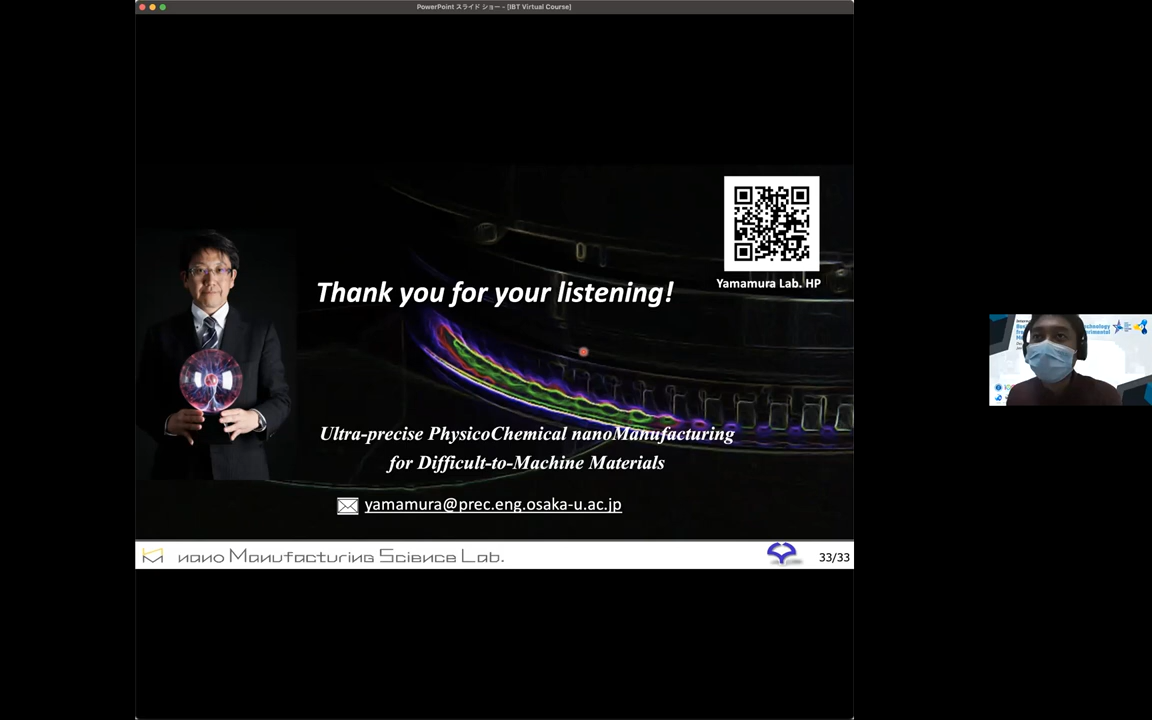 PowerPoint スライド ショー - [IBT Virtual Course]
Yamamura Lab. HP
Thank you for your listening!
Ultra-precise PhysicoChemical nanoManufacturing
for Difficult-to-Machine Materials
yamamura@prec.eng.osaka-u.ac.jp
nano Manufacturing Science Lab.
33/33